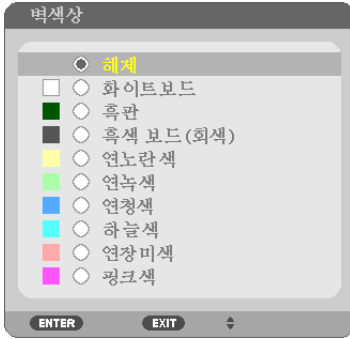 벽색상
해제
화이트보드
흑판
흑색 보드(회색)
연노란색
연녹색
연청색
하늘색
연장미색
핑크색
ENTER EXIT